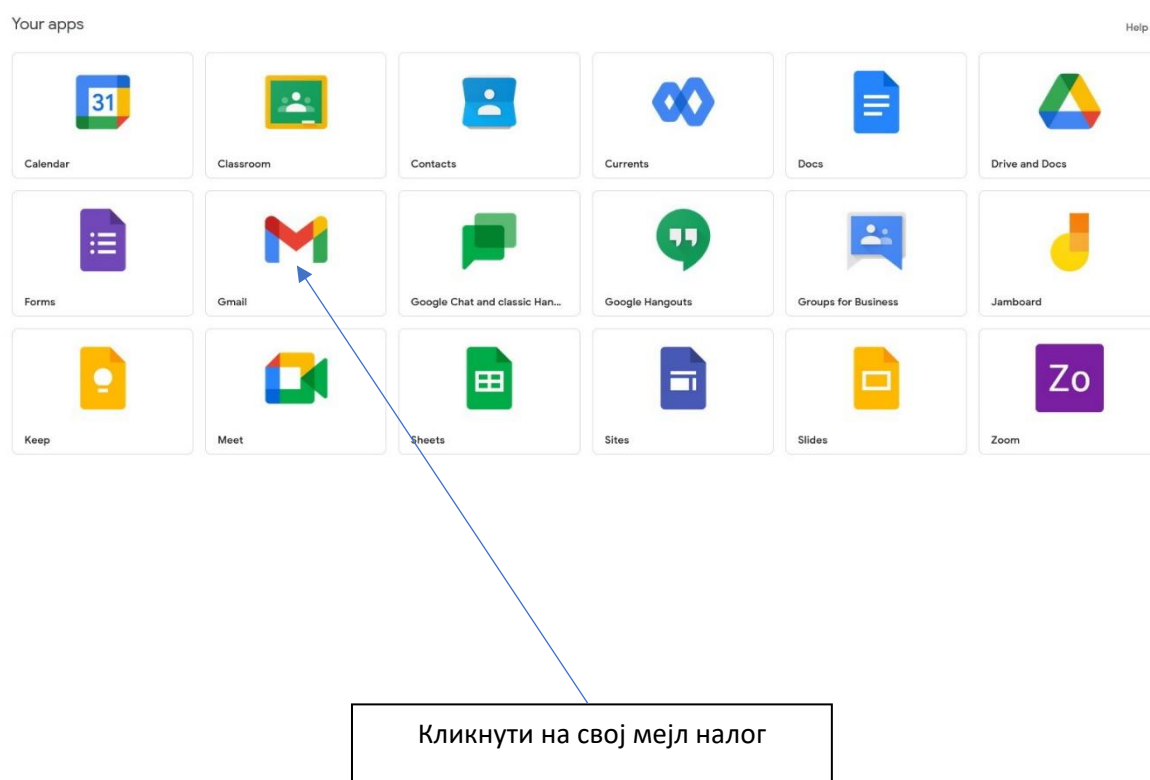 Your apps
Help
31
Calendar
Classroom
Contacts
Currents
Docs
Drive and Docs
Forms
Gmail
Google Chat and classic Han...
Google Hangouts
Groups for Business
Jamboard
Zo
Keep
Meet
Sheets
Sites
Slides
Zoom
Кликнути на свој мејл налог